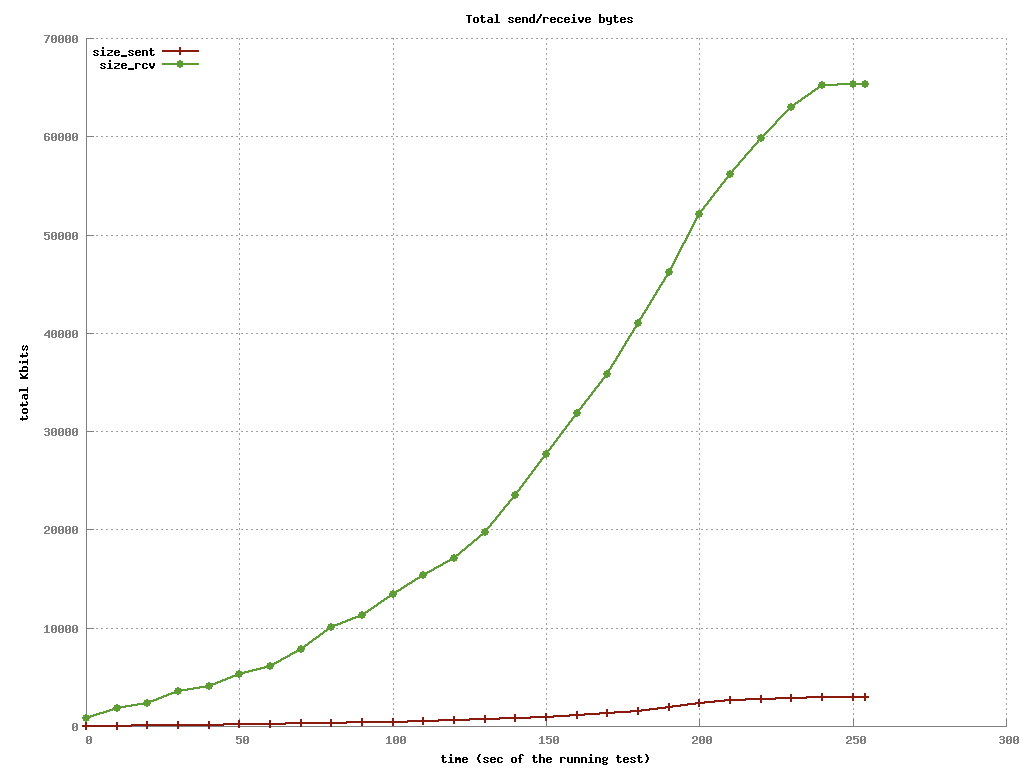 Total send/receive bytes
70000
size_sent
size_rcv
60000
50000
40000
total Kbits
30000
20000
10000
0
0 50 100 150 200 250 300
time (sec of the running test)